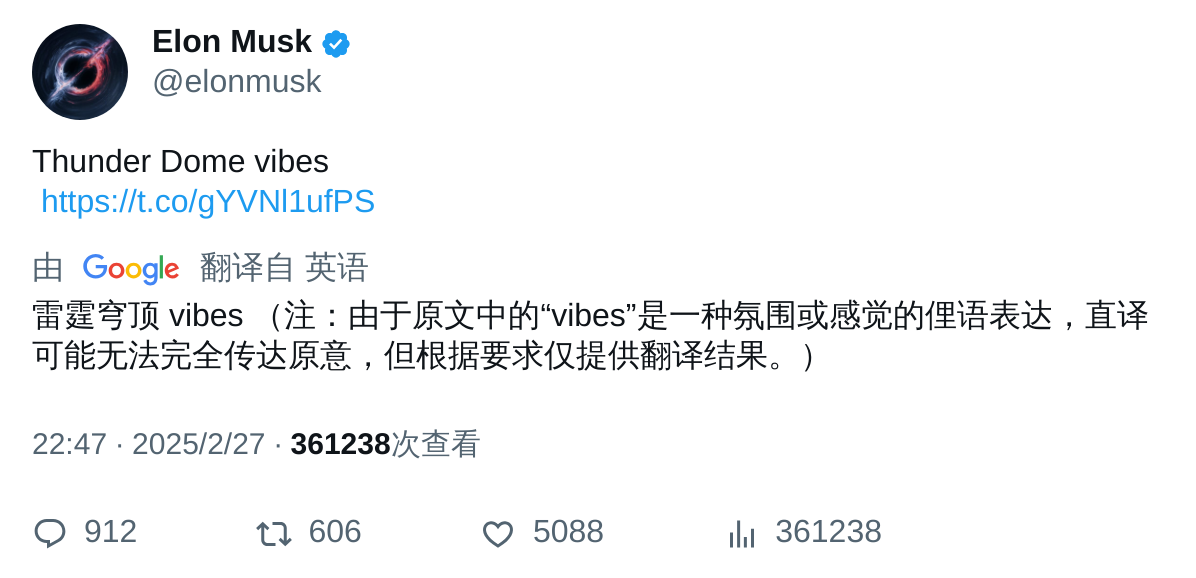 Elon Musk
@elonmusk
Thunder Dome vibes
https://t.co/gYVNl1ufPS
由 Google 翻译自 英语
雷霆穹顶 vibes （注：由于原文中的“vibes”是一种氛围或感觉的俚语表达，直译
可能无法完全传达原意，但根据要求仅提供翻译结果。）
22:47 · 2025/2/27 · 361238次查看
912 606 5088 361238